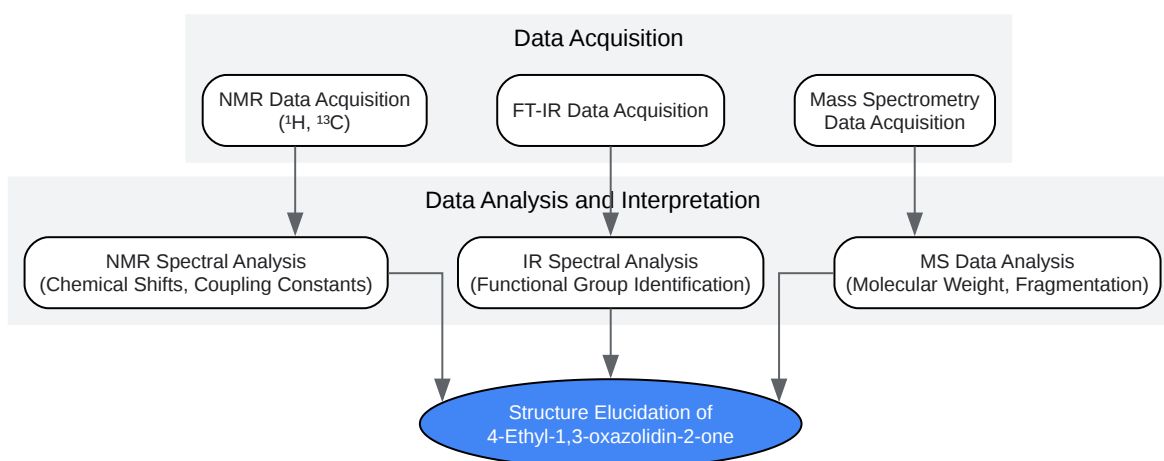 Data Acquisition
NMR Data Acquisition
(¹H, ¹³C)
FT-IR Data Acquisition
Mass Spectrometry
Data Acquisition
Data Analysis and Interpretation
NMR Spectral Analysis
(Chemical Shifts, Coupling Constants)
IR Spectral Analysis
(Functional Group Identification)
MS Data Analysis
(Molecular Weight, Fragmentation)
Structure Elucidation of
4-Ethyl-1,3-oxazolidin-2-one